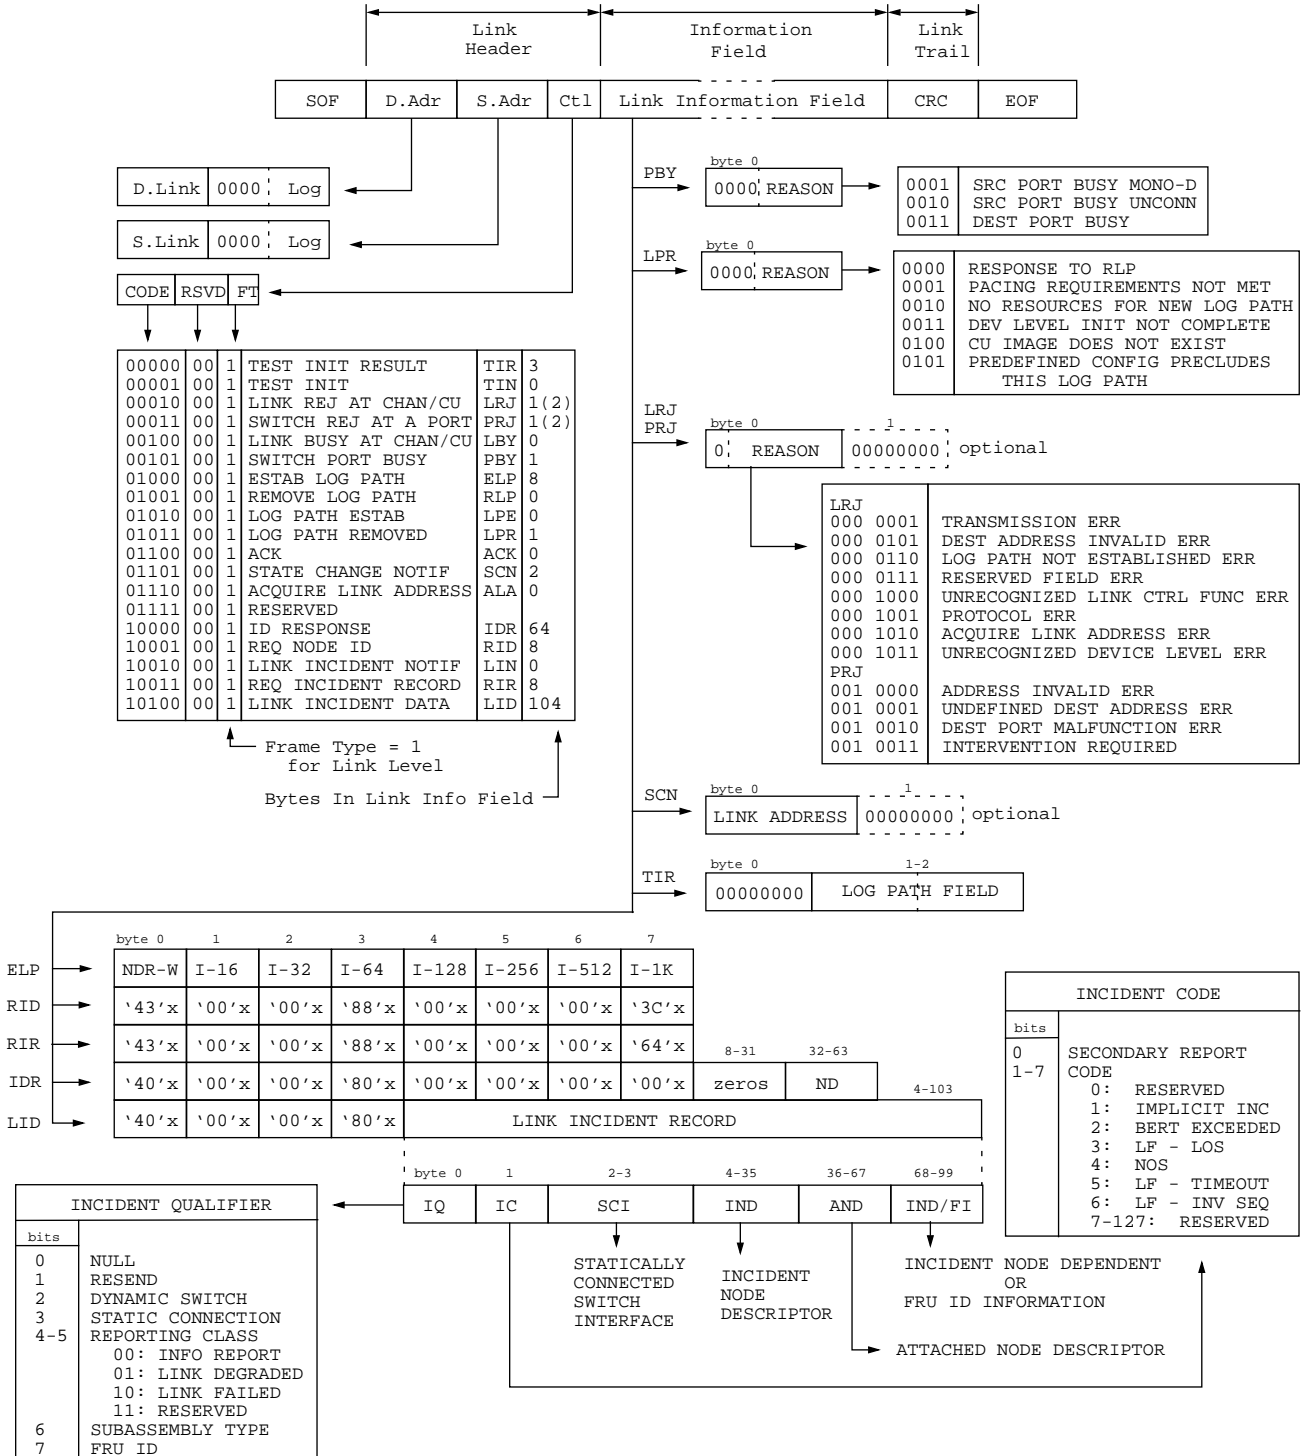 Link Header
Information Field
Link Trail
SOF D.Adr S.Adr Ctl Link Information Field CRC EOF
D.Link 0000 Log
S.Link 0000 Log
CODE RSVD FT
00000 00 1 TEST INIT RESULT TIR 3
00001 00 1 TEST INIT TIN 0
00010 00 1 LINK REJ AT CHAN/CU LRJ 1(2)
00011 00 1 SWITCH REJ AT A PORT PRJ 1(2)
00100 00 1 LINK BUSY AT CHAN/CU LBY 0
00101 00 1 SWITCH PORT BUSY PBY 1
01000 00 1 ESTAB LOG PATH ELP 8
01001 00 1 REMOVE LOG PATH RLP 0
01010 00 1 LOG PATH ESTAB LPE 0
01011 00 1 LOG PATH REMOVED LPR 1
01100 00 1 ACK ACK 0
01101 00 1 STATE CHANGE NOTIF SCN 2
01110 00 1 ACQUIRE LINK ADDRESS ALA 0
01111 00 1 RESERVED
10000 00 1 ID RESPONSE IDR 64
10001 00 1 REQ NODE ID RID 8
10010 00 1 LINK INCIDENT NOTIF LIN 0
10011 00 1 REQ INCIDENT RECORD RIR 8
10100 00 1 LINK INCIDENT DATA LID 104
Frame Type = 1
for Link Level
Bytes In Link Info Field
PBY
byte 0
0000 REASON
0001 SRC PORT BUSY MONO-D
0010 SRC PORT BUSY UNCONN
0011 DEST PORT BUSY
LPR
byte 0
0000 REASON
0000 RESPONSE TO RLP
0001 PACING REQUIREMENTS NOT MET
0010 NO RESOURCES FOR NEW LOG PATH
0011 DEV LEVEL INIT NOT COMPLETE
0100 CU IMAGE DOES NOT EXIST
0101 PREDEFINED CONFIG PRECLUDES
THIS LOG PATH
LRJ
PRJ
byte 0 1
0 REASON 00000000 optional
LRJ
000 0001 TRANSMISSION ERR
000 0101 DEST ADDRESS INVALID ERR
000 0110 LOG PATH NOT ESTABLISHED ERR
000 0111 RESERVED FIELD ERR
000 1000 UNRECOGNIZED LINK CTRL FUNC ERR
000 1001 PROTOCOL ERR
000 1010 ACQUIRE LINK ADDRESS ERR
000 1011 UNRECOGNIZED DEVICE LEVEL ERR
PRJ
001 0000 ADDRESS INVALID ERR
001 0001 UNDEFINED DEST ADDRESS ERR
001 0010 DEST PORT MALFUNCTION ERR
001 0011 INTERVENTION REQUIRED
SCN
byte 0 1
LINK ADDRESS 00000000 optional
TIR
byte 0 1-2
00000000 LOG PATH FIELD
byte 0 1 2 3 4 5 6 7
ELP NDR-W I-16 I-32 I-64 I-128 I-256 I-512 I-1K
RID ‘43’x ‘00’x ‘00’x ‘88’x ‘00’x ‘00’x ‘00’x ‘3C’x
RIR ‘43’x ‘00’x ‘00’x ‘88’x ‘00’x ‘00’x ‘00’x ‘64’x
8-31 32-63
IDR ‘40’x ‘00’x ‘00’x ‘80’x ‘00’x ‘00’x ‘00’x ‘00’x zeros ND
4-103
LID ‘40’x ‘00’x ‘00’x ‘80’x LINK INCIDENT RECORD
byte 0 1 2-3 4-35 36-67 68-99
IQ IC SCI IND AND IND/FI
STATICALLY
CONNECTED
SWITCH
INTERFACE
INCIDENT
NODE
DESCRIPTOR
INCIDENT NODE DEPENDENT
OR
FRU ID INFORMATION
ATTACHED NODE DESCRIPTOR
INCIDENT CODE
bits
0 SECONDARY REPORT
1-7 CODE
0: RESERVED
1: IMPLICIT INC
2: BERT EXCEEDED
3: LF - LOS
4: NOS
5: LF - TIMEOUT
6: LF - INV SEQ
7-127: RESERVED
INCIDENT QUALIFIER
bits
0 NULL
1 RESEND
2 DYNAMIC SWITCH
3 STATIC CONNECTION
4-5 REPORTING CLASS
00: INFO REPORT
01: LINK DEGRADED
10: LINK FAILED
11: RESERVED
6 SUBASSEMBLY TYPE
7 FRU ID